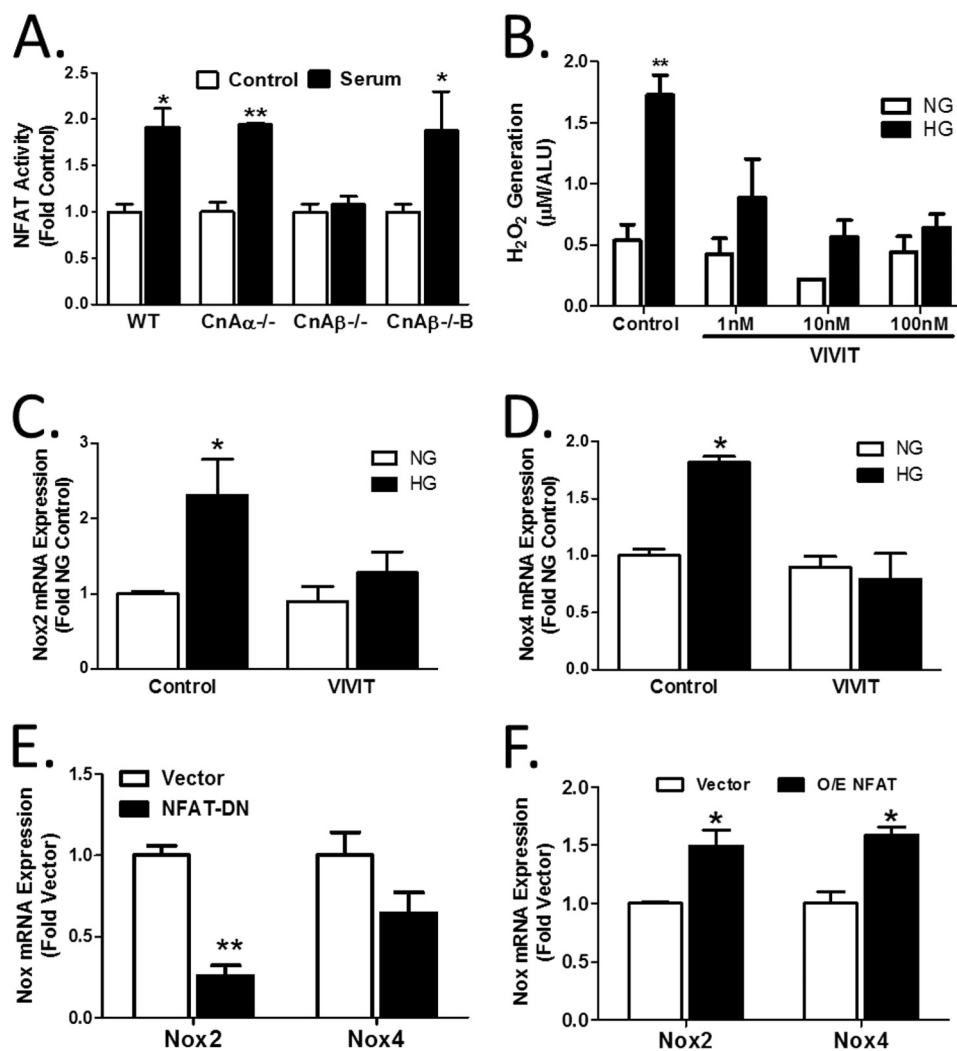 A.
NFAT Activity
(Fold Control)
2.5
2.0
1.5
1.0
0.5
0.0
Control Serum
* ** *
WT CnAα-/- CnAβ-/- CnAβ-/-B
B.
H2O2 Generation
(μM/ALU)
2.0
1.5
1.0
0.5
0.0
**
NG
HG
Control 1nM 10nM 100nM
VIVIT
C.
Nox2 mRNA Expression
(Fold NG Control)
3
2
1
0
*
NG
HG
Control VIVIT
D.
Nox4 mRNA Expression
(Fold NG Control)
2.0
1.5
1.0
0.5
0.0
*
NG
HG
Control VIVIT
E.
Nox mRNA Expression
(Fold Vector)
1.5
1.0
0.5
0.0
Vector
NFAT-DN
**
Nox2 Nox4
F.
Nox mRNA Expression
(Fold Vector)
2.0
1.5
1.0
0.5
0.0
Vector O/E NFAT
* *
Nox2 Nox4